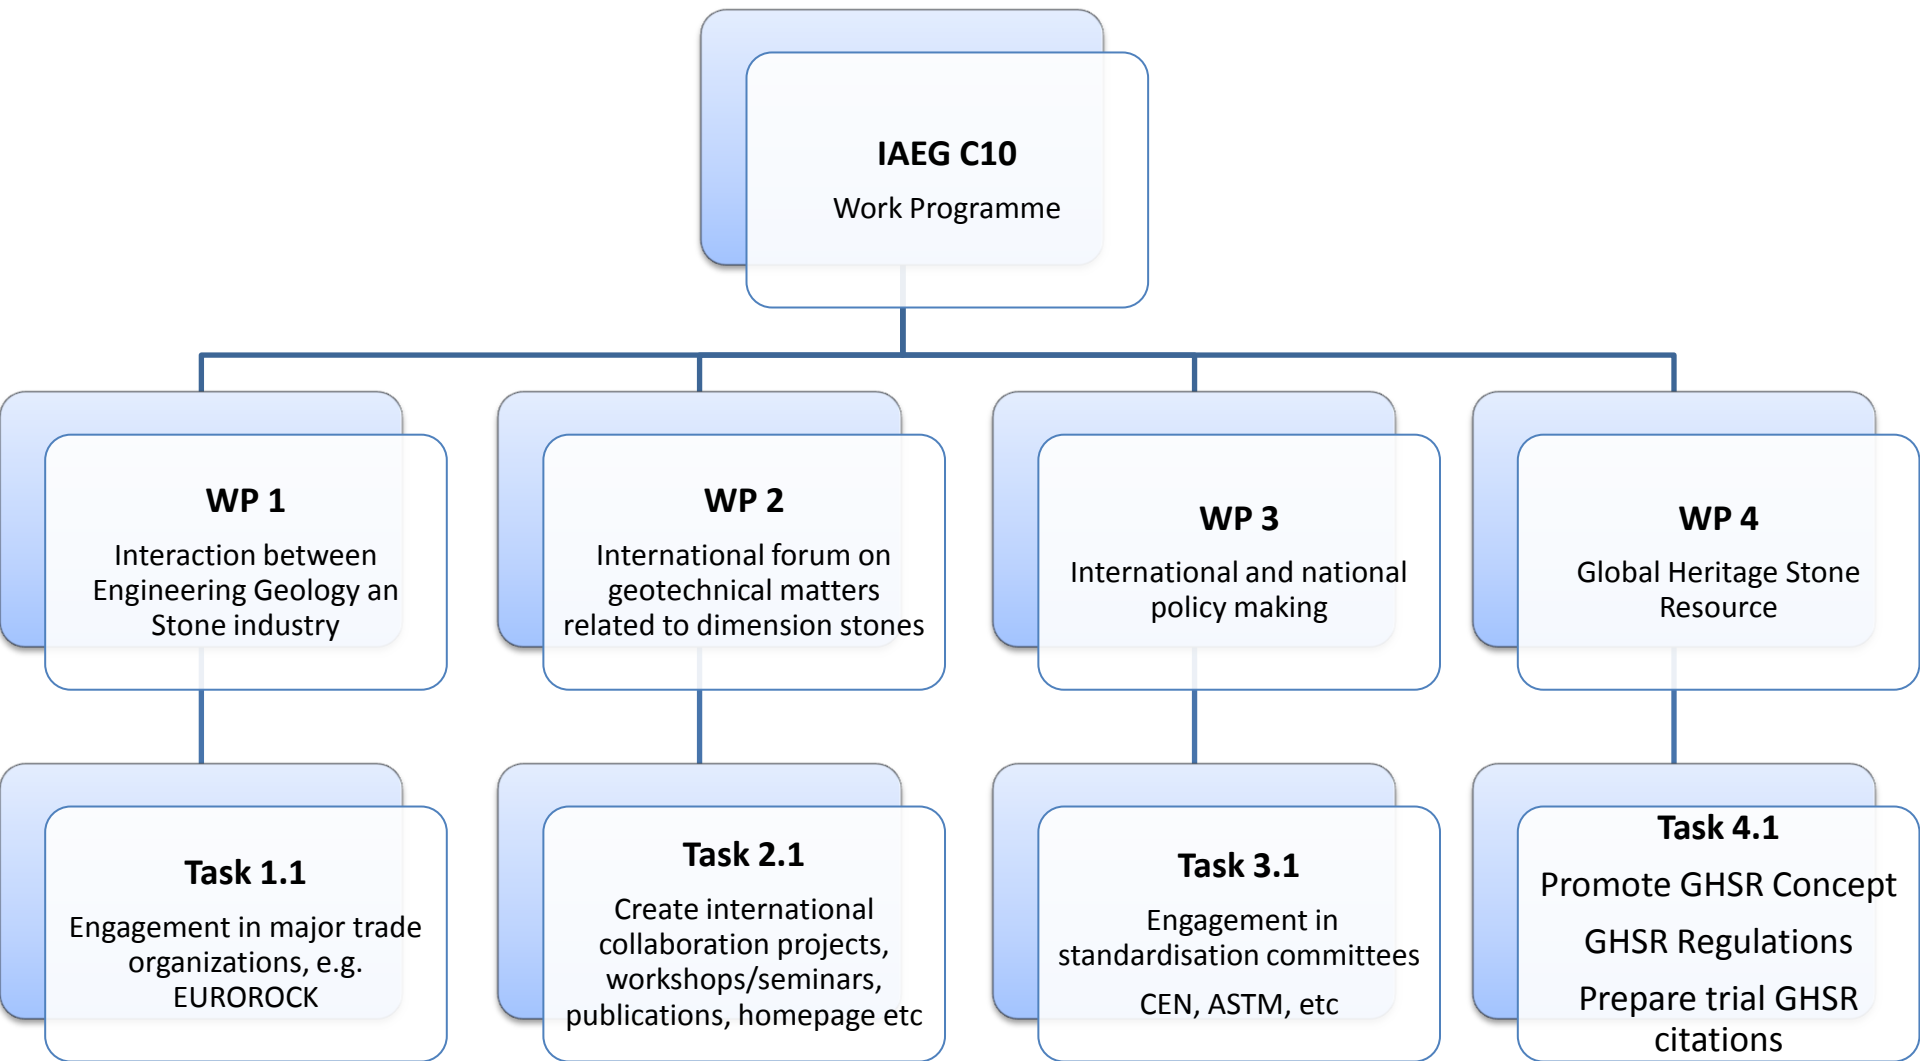 IAEG C10
Work Programme
WP 1
Interaction between
Engineering Geology an
Stone industry
WP 2
International forum on
geotechnical matters
related to dimension stones
WP 3
International and national
policy making
WP 4
Global Heritage Stone
Resource
Task 1.1
Engagement in major trade
organizations, e.g.
EUROROCK
Task 2.1
Create international
collaboration projects,
workshops/seminars,
publications, homepage etc
Task 3.1
Engagement in
standardisation committees
CEN, ASTM, etc
Task 4.1
Promote GHSR Concept
GHSR Regulations
Prepare trial GHSR
citations